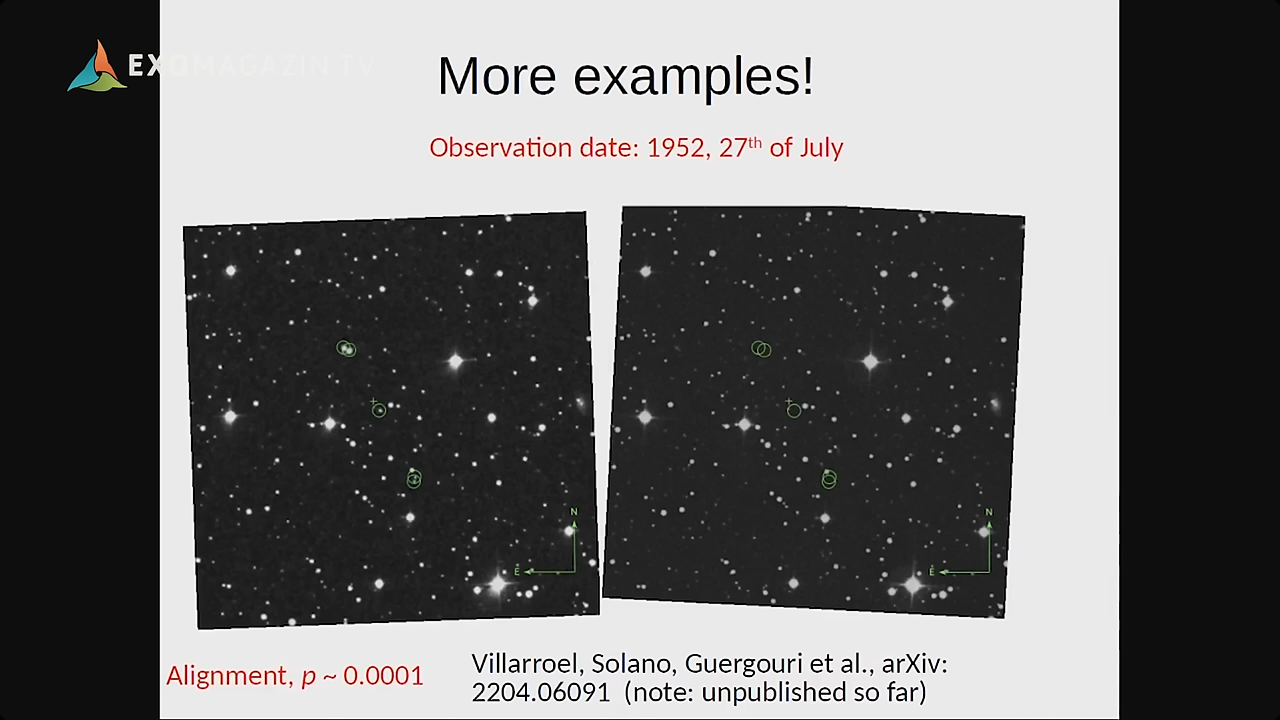 EXOMAGAZIN TV
More examples!
Observation date: 1952, 27th of July
N
E
N
E
Alignment, p ~ 0.0001
Villarroel, Solano, Guergouri et al., arXiv:
2204.06091 (note: unpublished so far)